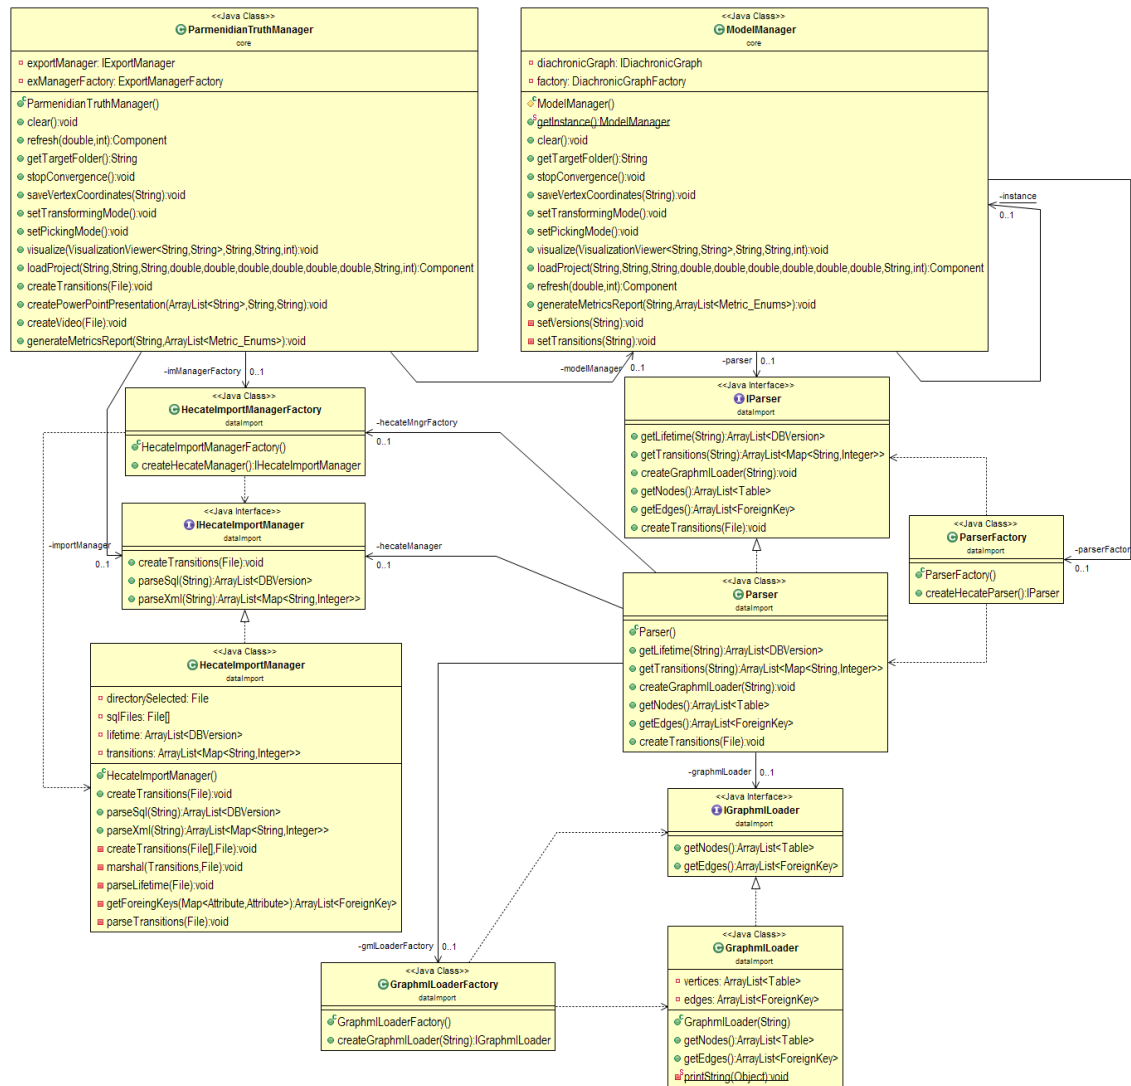 <<Java Class>>
ParmenidianTruthManager
core
exportManager: IExportManager
exManagerFactory: ExportManagerFactory
ParmenidianTruthManager()
clear():void
refresh(double,int):Component
getTargetFolder():String
stopConvergence():void
saveVertexCoordinates(String):void
setTransformingMode():void
setPickingMode():void
visualize(VisualizationViewer<String,String>,String,String,int):void
loadProject(String,String,String,double,double,double,double,double,double,String,int):Component
createTransitions(File):void
createPowerPointPresentation(ArrayList<String>,String,String):void
createVideo(File):void
generateMetricsReport(String,ArrayList<Metric_Enums>):void
<<Java Class>>
ModelManager
core
diachronicGraph: IDiachronicGraph
factory: DiachronicGraphFactory
ModelManager()
getInstance():ModelManager
clear():void
getTargetFolder():String
stopConvergence():void
saveVertexCoordinates(String):void
setTransformingMode():void
setPickingMode():void
visualize(VisualizationViewer<String,String>,String,String,int):void
loadProject(String,String,String,double,double,double,double,double,double,String,int):Component
refresh(double,int):Component
generateMetricsReport(String,ArrayList<Metric_Enums>):void
setVersions(String):void
setTransitions(String):void
-instance
0..1
-imManagerFactory
0..1
-modelManager
0..1
-parser
0..1
<<Java Class>>
HecateImportManagerFactory
dataImport
HecateImportManagerFactory()
createHecateManager():IHecateImportManager
-hecateMngrFactory
0..1
<<Java Interface>>
IParser
dataImport
getLifetime(String):ArrayList<DBVersion>
getTransitions(String):ArrayList<Map<String,Integer>>
createGraphmlLoader(String):void
getNodes():ArrayList<Table>
getEdges():ArrayList<ForeignKey>
createTransitions(File):void
<<Java Interface>>
IHecateImportManager
dataImport
createTransitions(File):void
parseSql(String):ArrayList<DBVersion>
parseXml(String):ArrayList<Map<String,Integer>>
-importManager
0..1
-hecateManager
0..1
<<Java Class>>
ParserFactory
dataImport
ParserFactory()
createHecateParser():IParser
-parserFactor
0..1
<<Java Class>>
Parser
dataImport
Parser()
getLifetime(String):ArrayList<DBVersion>
getTransitions(String):ArrayList<Map<String,Integer>>
createGraphmlLoader(String):void
getNodes():ArrayList<Table>
getEdges():ArrayList<ForeignKey>
createTransitions(File):void
<<Java Class>>
HecateImportManager
dataImport
directorySelected: File
sqlFiles: File[]
lifetime: ArrayList<DBVersion>
transitions: ArrayList<Map<String,Integer>>
HecateImportManager()
createTransitions(File):void
parseSql(String):ArrayList<DBVersion>
parseXml(String):ArrayList<Map<String,Integer>>
createTransitions(File[],File):void
marshal(Transitions,File):void
parseLifetime(File):void
getForeingKeys(Map<Attribute,Attribute>):ArrayList<ForeignKey>
parseTransitions(File):void
-graphmlLoader
0..1
<<Java Interface>>
IGraphmlLoader
dataImport
getNodes():ArrayList<Table>
getEdges():ArrayList<ForeignKey>
-gmlLoaderFactory
0..1
<<Java Class>>
GraphmlLoaderFactory
dataImport
GraphmlLoaderFactory()
createGraphmlLoader(String):IGraphmlLoader
<<Java Class>>
GraphmlLoader
dataImport
vertices: ArrayList<Table>
edges: ArrayList<ForeignKey>
GraphmlLoader(String)
getNodes():ArrayList<Table>
getEdges():ArrayList<ForeignKey>
printString(Object):void